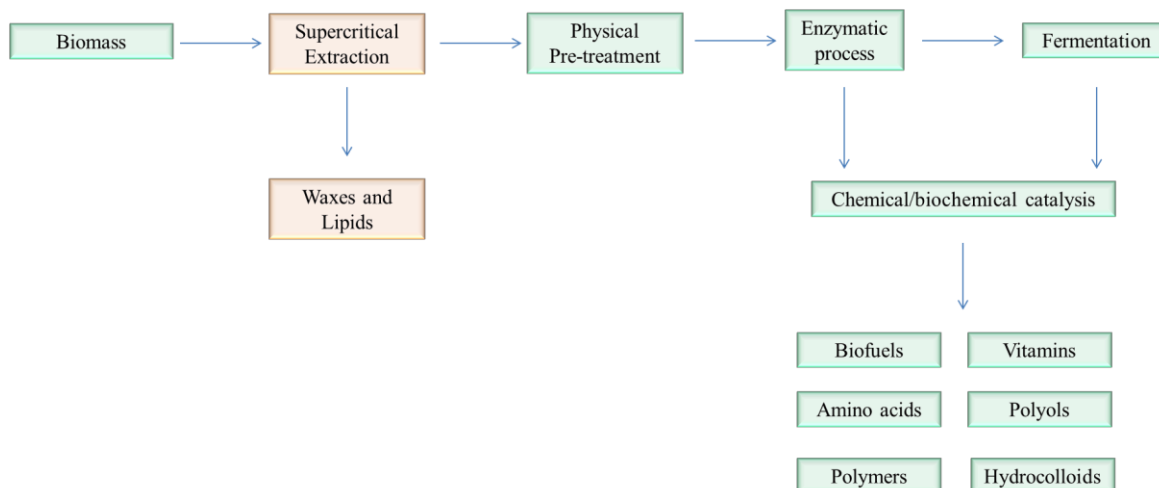 Biomass
Supercritical
Extraction
Physical
Pre-treatment
Enzymatic
process
Fermentation
Waxes and
Lipids
Chemical/biochemical catalysis
Biofuels
Vitamins
Amino acids
Polyols
Polymers
Hydrocolloids